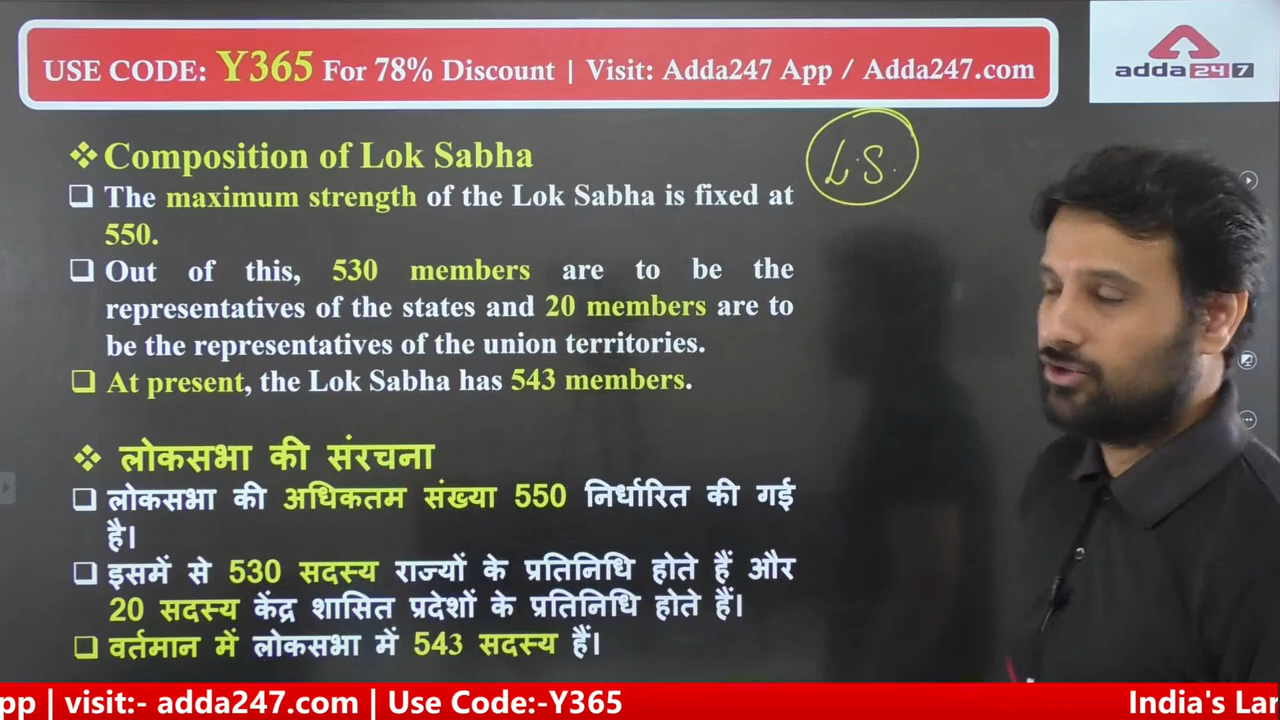 USE CODE: Y365 For 78% Discount | Visit: Adda247 App / Adda247.com
adda247
❖ Composition of Lok Sabha
L.S.
❑ The maximum strength of the Lok Sabha is fixed at
550.
❑ Out of this, 530 members are to be the
representatives of the states and 20 members are to
be the representatives of the union territories.
❑ At present, the Lok Sabha has 543 members.
❖ लोकसभा की संरचना
❑ लोकसभा की अधिकतम संख्या 550 निर्धारित की गई
है।
❑ इसमें से 530 सदस्य राज्यों के प्रतिनिधि होते हैं और
20 सदस्य केंद्र शासित प्रदेशों के प्रतिनिधि होते हैं।
❑ वर्तमान में लोकसभा में 543 सदस्य हैं।
pp | visit:- adda247.com | Use Code:-Y365
India's Lar